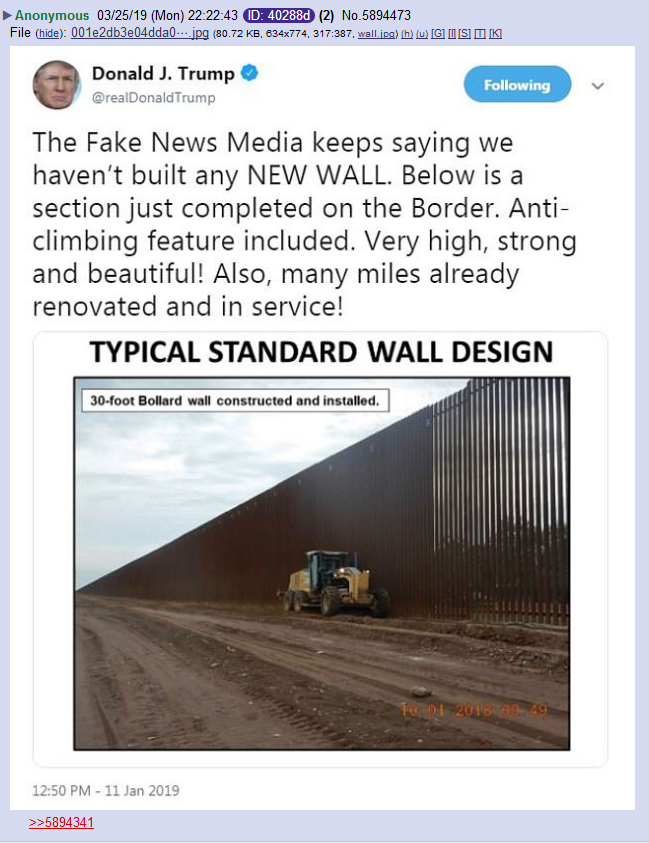 Anonymous 03/25/19 (Mon) 22:22:43 ID: 40288d (2) No.5894473
File (hide): 001e2db3e04dda0⋯.jpg (80.72 KB, 634x774, 317:387, wall.jpg) (h) (u) [G] [I] [S] [T] [K]
Donald J. Trump
@realDonaldTrump
Following
The Fake News Media keeps saying we
haven't built any NEW WALL. Below is a
section just completed on the Border. Anti-
climbing feature included. Very high, strong
and beautiful! Also, many miles already
renovated and in service!
TYPICAL STANDARD WALL DESIGN
30-foot Bollard wall constructed and installed.
10 01 2018 09 49
12:50 PM - 11 Jan 2019
>>5894341